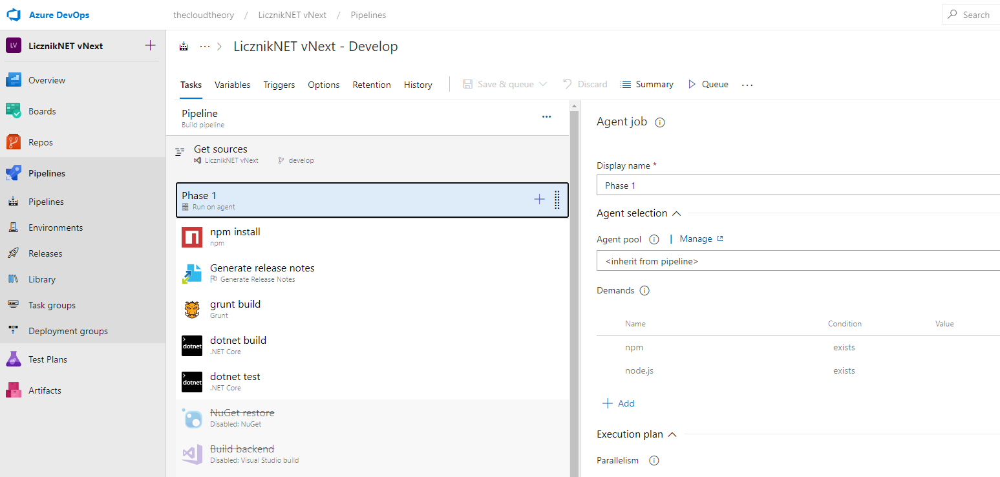 Azure DevOps
thecloudtheory / LicznikNET vNext / Pipelines
Search
LV LicznikNET vNext
Overview
Boards
Repos
Pipelines
Pipelines
Environments
Releases
Library
Task groups
Deployment groups
Test Plans
Artifacts
... > LicznikNET vNext - Develop
Tasks Variables Triggers Options Retention History Save & queue Discard Summary Queue ...
Pipeline ...
Build pipeline
Get sources
LicznikNET vNext develop
Phase 1
Run on agent
npm install
npm
Generate release notes
Generate Release Notes
grunt build
Grunt
dotnet dotnet build
.NET Core
dotnet dotnet test
.NET Core
NuGet restore
Disabled: NuGet
Build backend
Disabled: Visual Studio build
Agent job
Display name *
Phase 1
Agent selection
Agent pool | Manage
<inherit from pipeline>
Demands
Name Condition Value
npm exists
node.js exists
+ Add
Execution plan
Parallelism